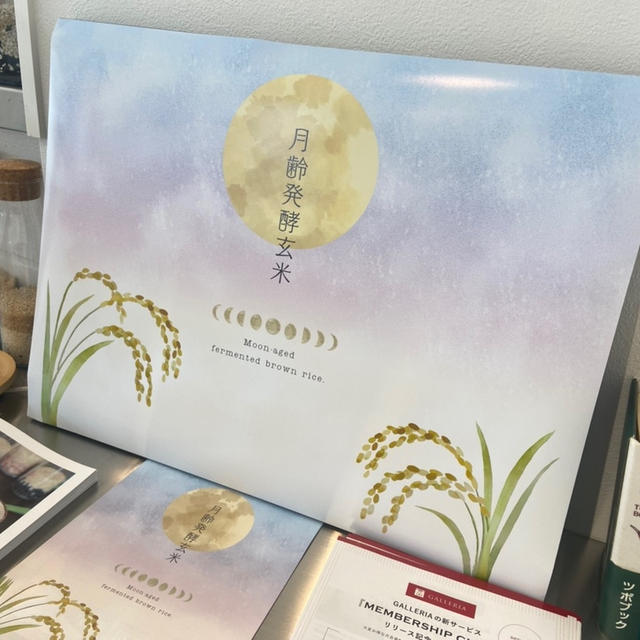 月齢発酵玄米
Moon-aged
fermented brown rice.
月齢発酵玄米
Moon-aged
fermented brown rice.
GALLERIA
GALLERIAの新サービス
リリース記念
ツボブック